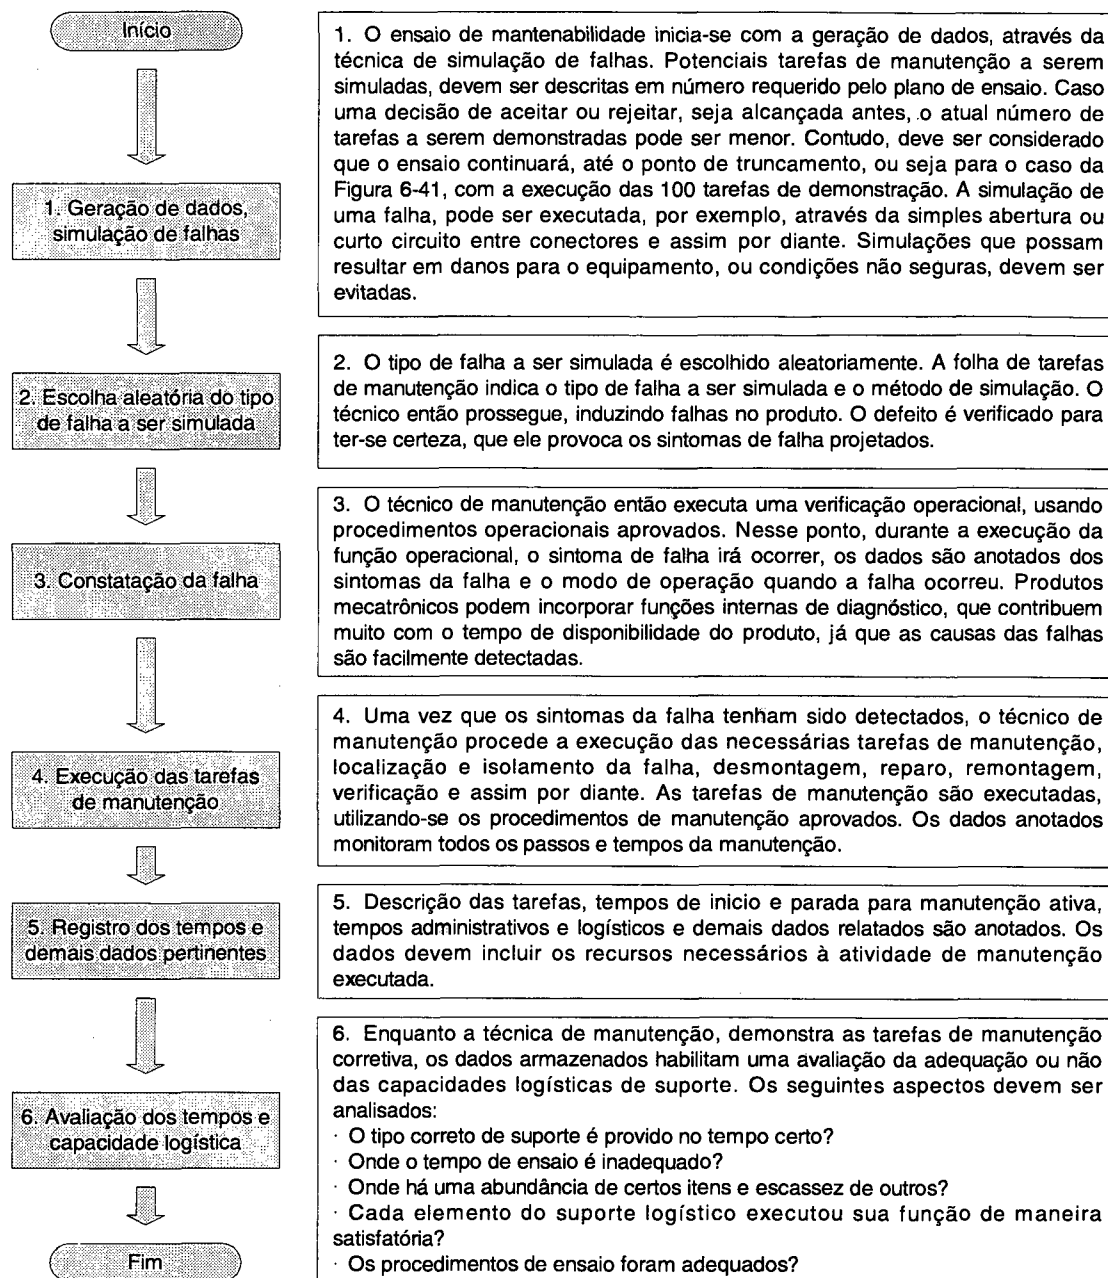 Início
1. O ensaio de mantenabilidade inicia-se com a geração de dados, através da
técnica de simulação de falhas. Potenciais tarefas de manutenção a serem
simuladas, devem ser descritas em número requerido pelo plano de ensaio. Caso
uma decisão de aceitar ou rejeitar, seja alcançada antes, o atual número de
tarefas a serem demonstradas pode ser menor. Contudo, deve ser considerado
que o ensaio continuará, até o ponto de truncamento, ou seja para o caso da
Figura 6-41, com a execução das 100 tarefas de demonstração. A simulação de
uma falha, pode ser executada, por exemplo, através da simples abertura ou
curto circuito entre conectores e assim por diante. Simulações que possam
resultar em danos para o equipamento, ou condições não seguras, devem ser
evitadas.
1. Geração de dados,
simulação de falhas
2. O tipo de falha a ser simulada é escolhido aleatoriamente. A folha de tarefas
de manutenção indica o tipo de falha a ser simulada e o método de simulação. O
técnico então prossegue, induzindo falhas no produto. O defeito é verificado para
ter-se certeza, que ele provoca os sintomas de falha projetados.
2. Escolha aleatória do tipo
de falha a ser simulada
3. O técnico de manutenção então executa uma verificação operacional, usando
procedimentos operacionais aprovados. Nesse ponto, durante a execução da
função operacional, o sintoma de falha irá ocorrer, os dados são anotados dos
sintomas da falha e o modo de operação quando a falha ocorreu. Produtos
mecatrônicos podem incorporar funções internas de diagnóstico, que contribuem
muito com o tempo de disponibilidade do produto, já que as causas das falhas
são facilmente detectadas.
3. Constatação da falha
4. Uma vez que os sintomas da falha tenham sido detectados, o técnico de
manutenção procede a execução das necessárias tarefas de manutenção,
localização e isolamento da falha, desmontagem, reparo, remontagem,
verificação e assim por diante. As tarefas de manutenção são executadas,
utilizando-se os procedimentos de manutenção aprovados. Os dados anotados
monitoram todos os passos e tempos da manutenção.
4. Execução das tarefas
de manutenção
5. Descrição das tarefas, tempos de inicio e parada para manutenção ativa,
tempos administrativos e logísticos e demais dados relatados são anotados. Os
dados devem incluir os recursos necessários à atividade de manutenção
executada.
5. Registro dos tempos e
demais dados pertinentes
6. Enquanto a técnica de manutenção, demonstra as tarefas de manutenção
corretiva, os dados armazenados habilitam uma avaliação da adequação ou não
das capacidades logísticas de suporte. Os seguintes aspectos devem ser
analisados:
· O tipo correto de suporte é provido no tempo certo?
· Onde o tempo de ensaio é inadequado?
· Onde há uma abundância de certos itens e escassez de outros?
· Cada elemento do suporte logístico executou sua função de maneira
satisfatória?
· Os procedimentos de ensaio foram adequados?
6. Avaliação dos tempos e
capacidade logística
Fim